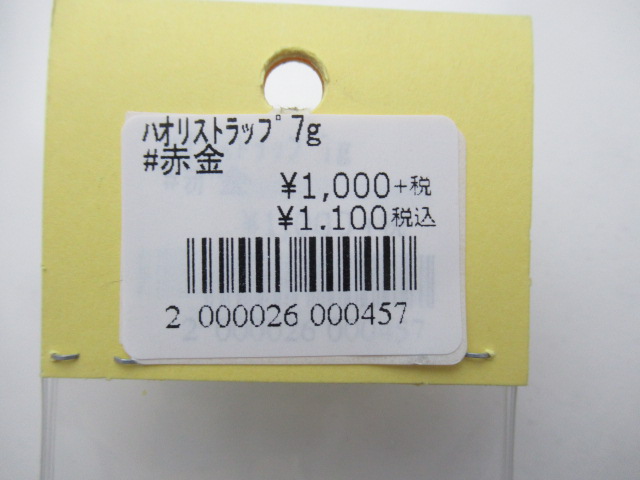 ﾊｵﾘｽﾄﾗｯﾌﾟ 7g
#赤金
¥1,000+税
¥1,100税込
2 000026 000457